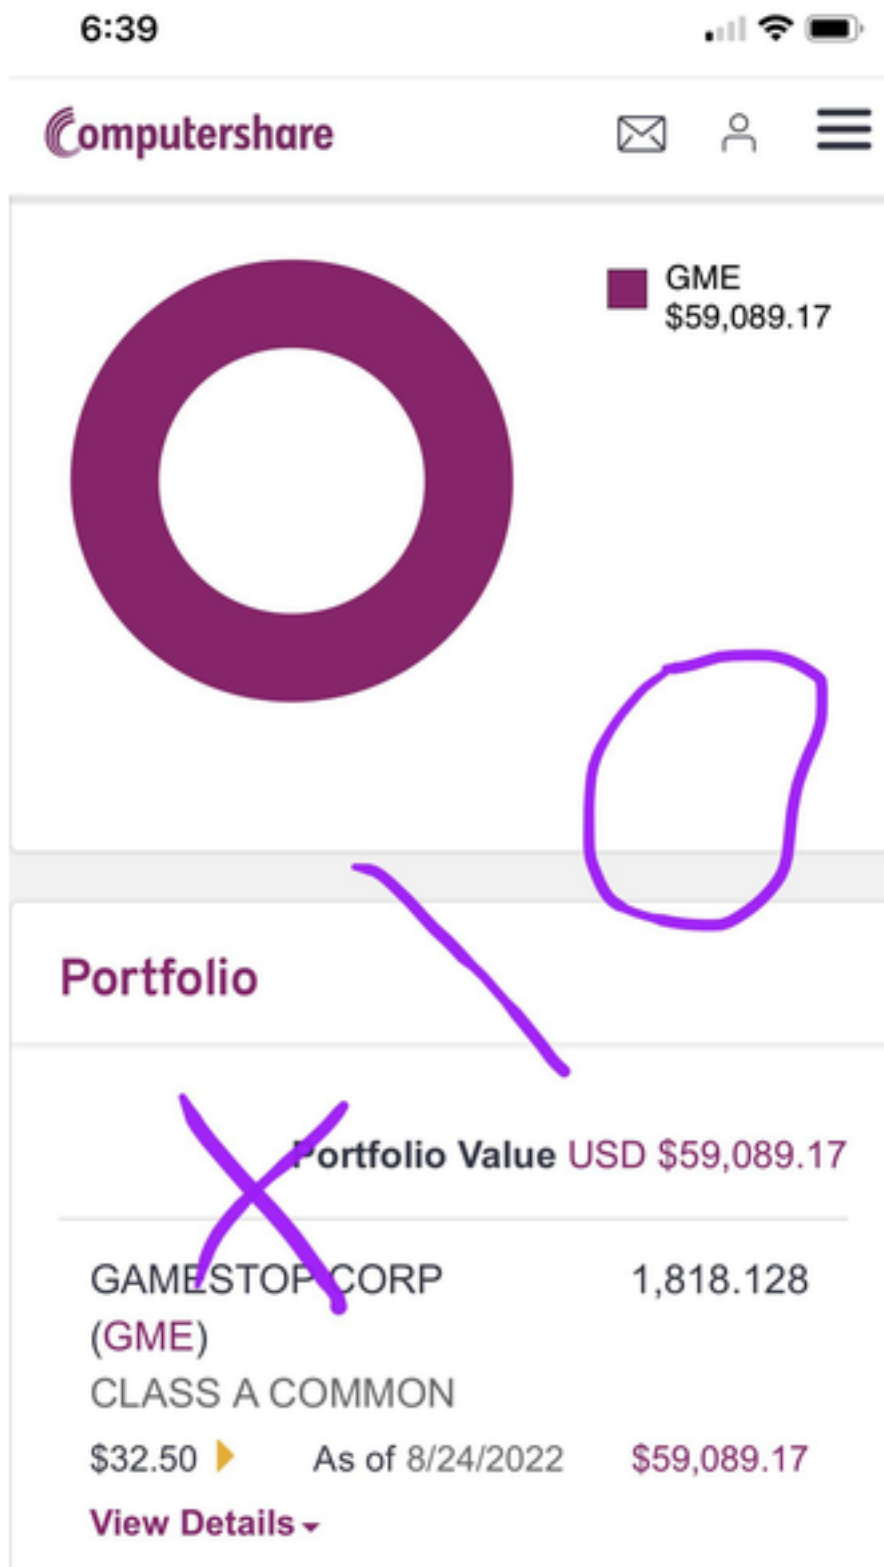 6:39
Computershare
GME
$59,089.17
Portfolio
Portfolio Value USD $59,089.17
GAMESTOP CORP 1,818.128
(GME)
CLASS A COMMON
$32.50 As of 8/24/2022 $59,089.17
View Details